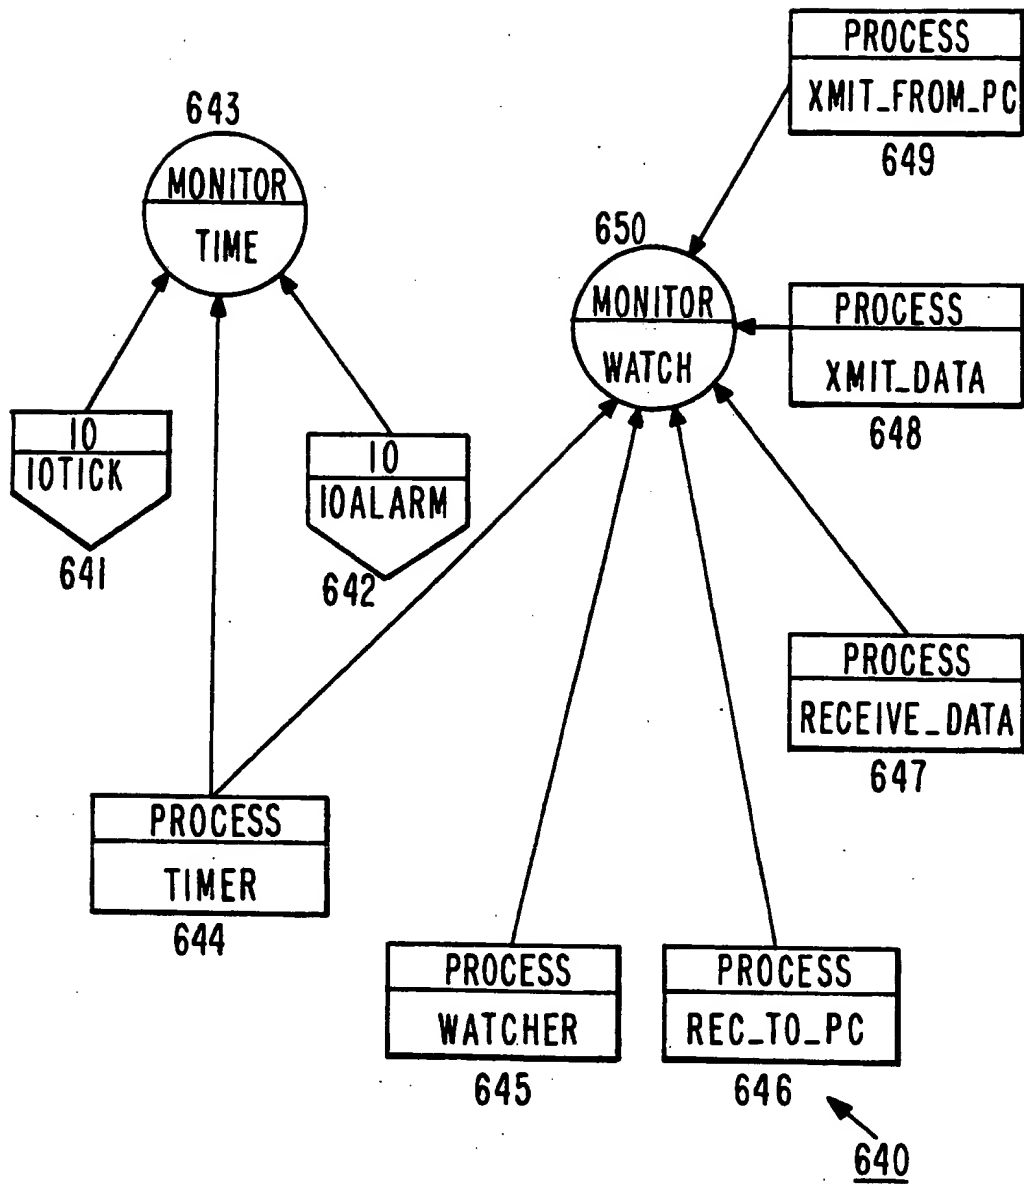 PROCESS
XMIT_FROM_PC
649
643
MONITOR
TIME
650
MONITOR
WATCH
PROCESS
XMIT_DATA
648
IO
IOTICK
641
IO
IOALARM
642
PROCESS
RECEIVE_DATA
647
PROCESS
TIMER
644
PROCESS
WATCHER
645
PROCESS
REC_TO_PC
646
640